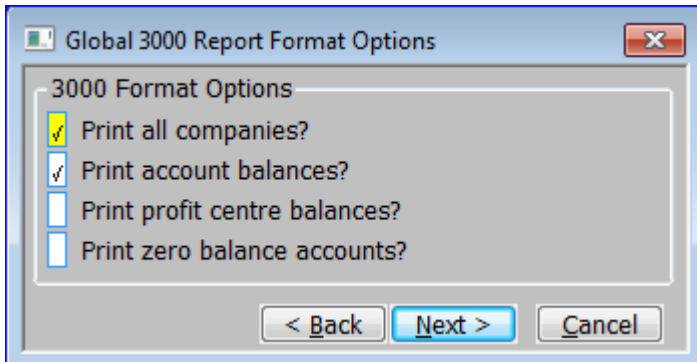 Global 3000 Report Format Options
3000 Format Options
Print all companies?
Print account balances?
Print profit centre balances?
Print zero balance accounts?
< Back Next > Cancel